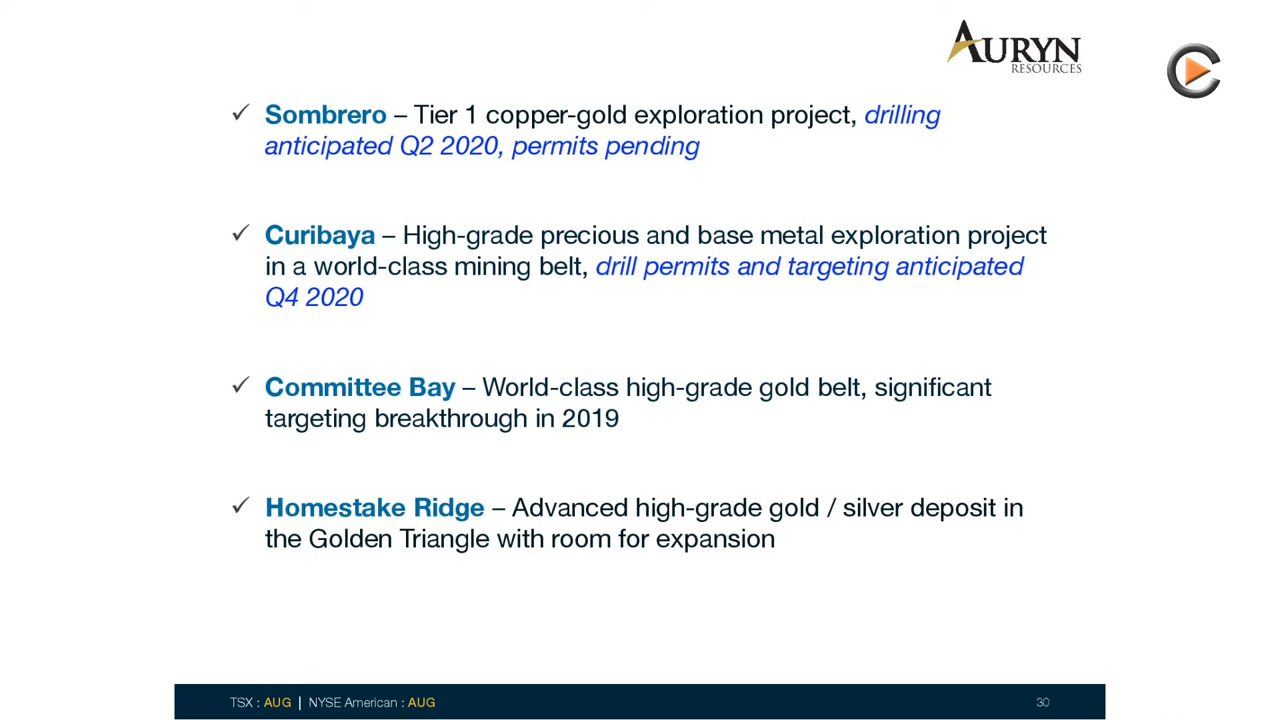 AURYN
RESOURCES
✓ Sombrero – Tier 1 copper-gold exploration project, drilling
anticipated Q2 2020, permits pending
✓ Curibaya – High-grade precious and base metal exploration project
in a world-class mining belt, drill permits and targeting anticipated
Q4 2020
✓ Committee Bay – World-class high-grade gold belt, significant
targeting breakthrough in 2019
✓ Homestake Ridge – Advanced high-grade gold / silver deposit in
the Golden Triangle with room for expansion
TSX : AUG | NYSE American : AUG 30